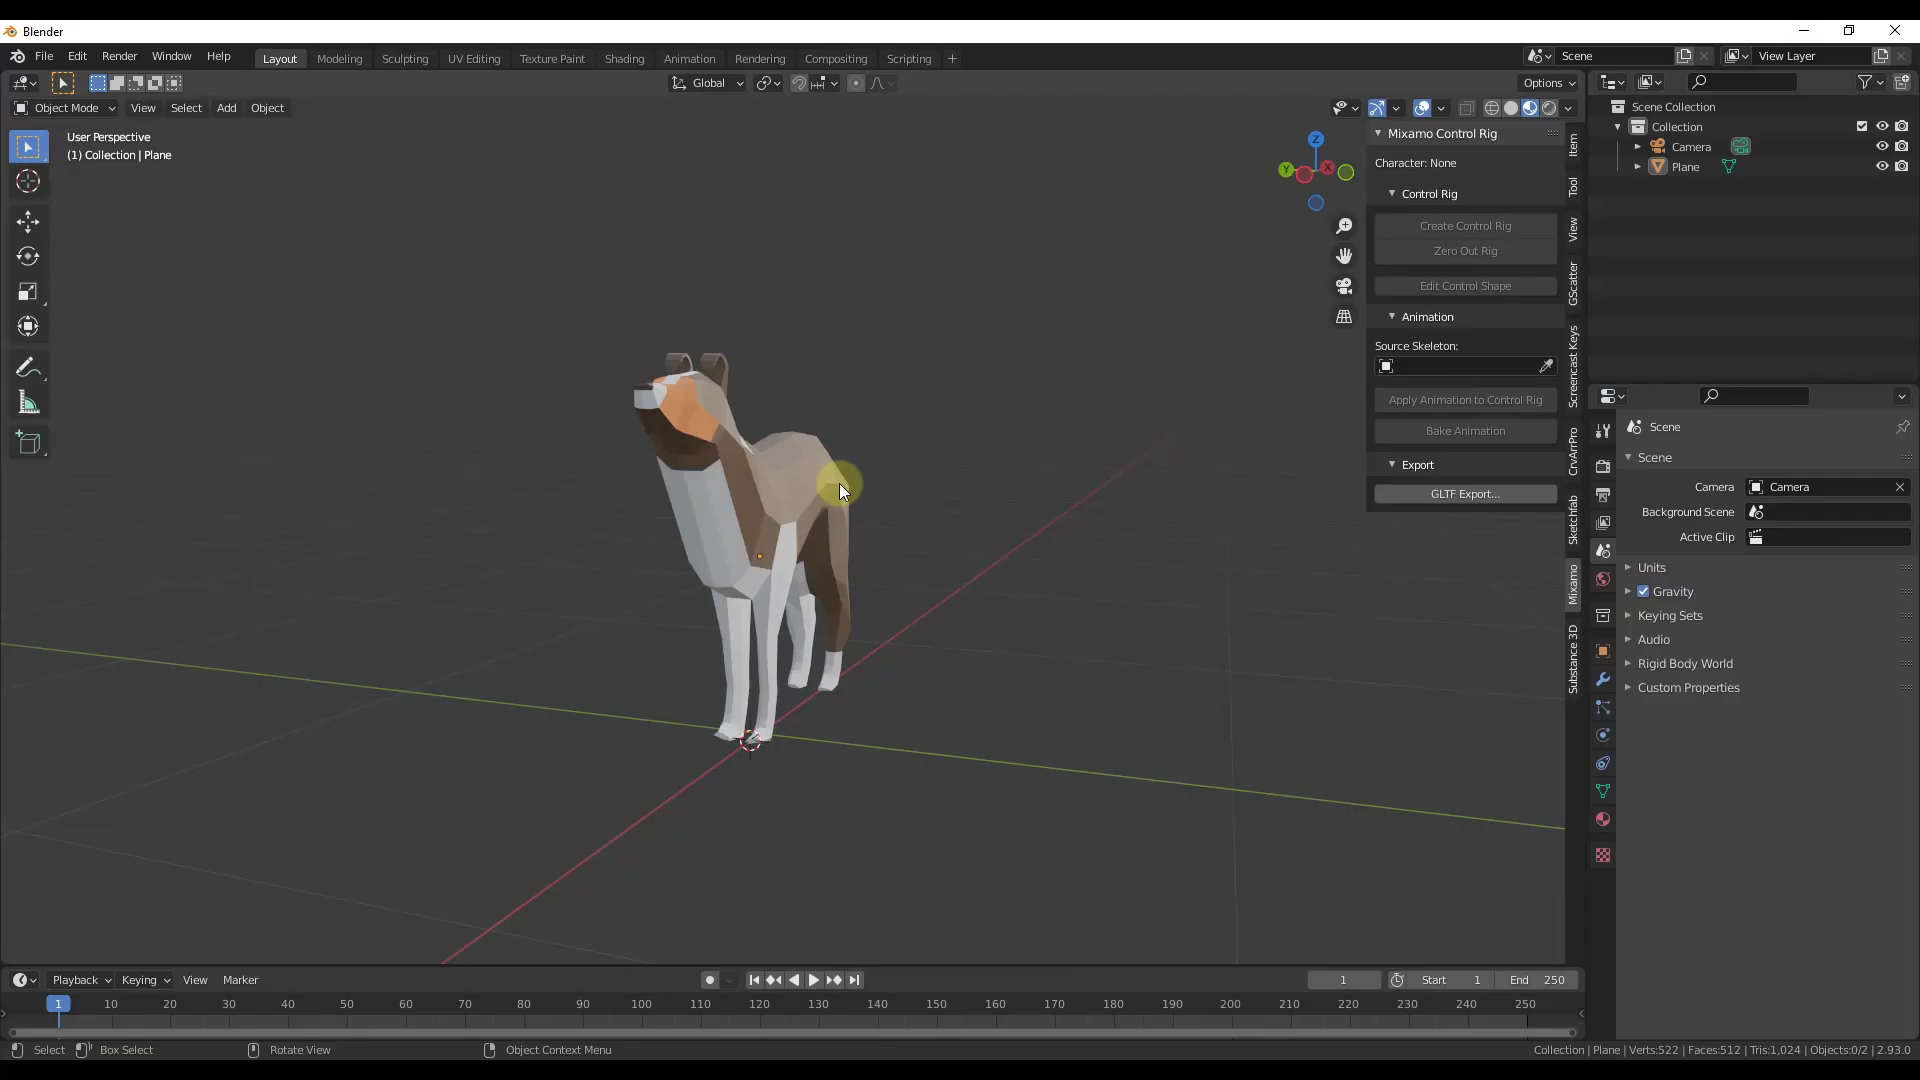 Blender
File Edit Render Window Help Layout Modeling Sculpting UV Editing Texture Paint Shading Animation Rendering Compositing Scripting + Scene View Layer
Global Options
Object Mode View Select Add Object
User Perspective
(1) Collection | Plane
Z
Y
X
Mixamo Control Rig
Character: None
Control Rig
Create Control Rig
Zero Out Rig
Edit Control Shape
Animation
Source Skeleton:
Apply Animation to Control Rig
Bake Animation
Export
GLTF Export...
Item
Tool
View
GScatter
Screencast Keys
CrvArrPro
Sketchfab
Mixamo
Substance 3D
Scene Collection
Collection
Camera
Plane
Scene
Scene
Camera Camera
Background Scene
Active Clip
Units
Gravity
Keying Sets
Audio
Rigid Body World
Custom Properties
Playback Keying View Marker 1 Start 1 End 250
1 10 20 30 40 50 60 70 80 90 100 110 120 130 140 150 160 170 180 190 200 210 220 230 240 250
Select Box Select Rotate View Object Context Menu Collection | Plane | Verts:522 | Faces:512 | Tris:1,024 | Objects:0/2 | 2.93.0